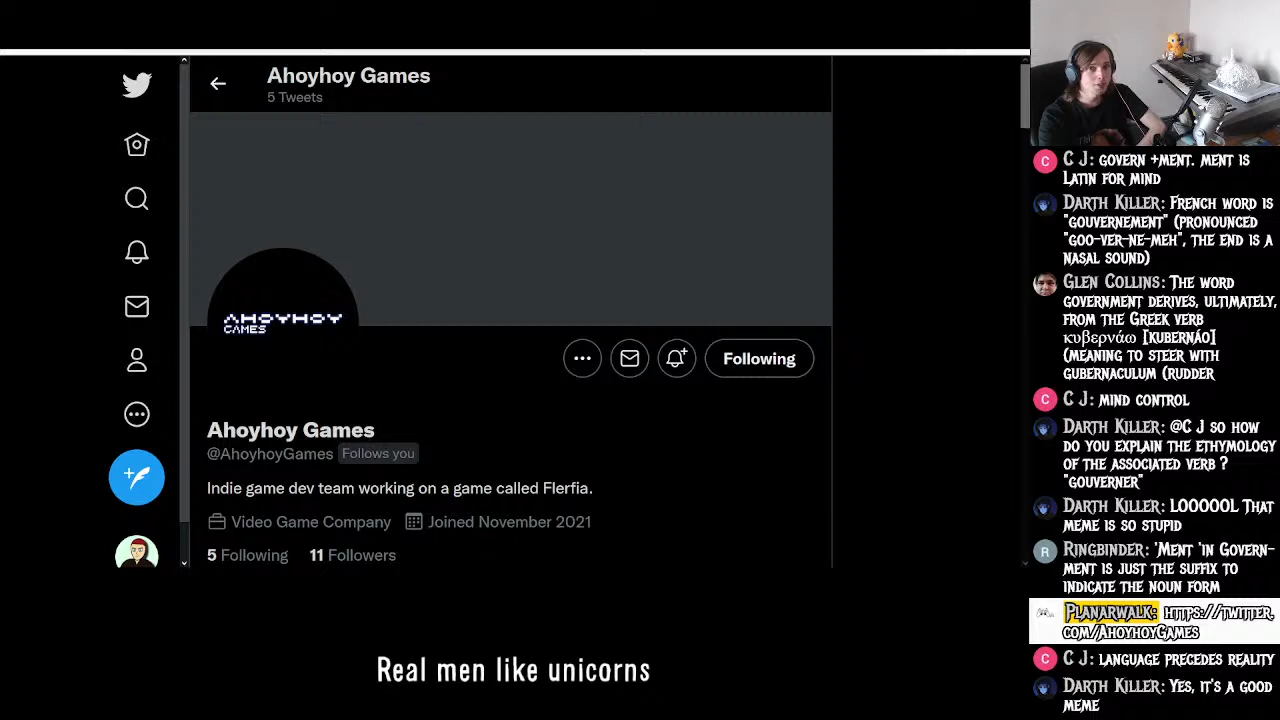 Ahoyhoy Games
5 Tweets
AHOYHOY
GAMES
Following
Ahoyhoy Games
@AhoyhoyGames Follows you
Indie game dev team working on a game called Flerfia.
Video Game Company Joined November 2021
5 Following 11 Followers
Real men like unicorns
C J: GOVERN +MENT. MENT IS
LATIN FOR MIND
DARTH KILLER: FRENCH WORD IS
"GOUVERNEMENT" (PRONOUNCED
"GOO-VER-NE-MEH", THE END IS A
NASAL SOUND)
GLEN COLLINS: THE WORD
GOVERNMENT DERIVES, ULTIMATELY,
FROM THE GREEK VERB
κυβερνάω [KUBERNÁO]
(MEANING TO STEER WITH
GUBERNACULUM (RUDDER
C J: MIND CONTROL
DARTH KILLER: @C J SO HOW
DO YOU EXPLAIN THE ETHYMOLOGY
OF THE ASSOCIATED VERB ?
"GOUVERNER"
DARTH KILLER: LOOOOOL THAT
MEME IS SO STUPID
RINGBINDER: 'MENT 'IN GOVERN-
MENT IS JUST THE SUFFIX TO
INDICATE THE NOUN FORM
PLANARWALK: HTTPS://TWITTER.
COM/AHOYHOYGAMES
C J: LANGUAGE PRECEDES REALITY
DARTH KILLER: YES, IT'S A GOOD
MEME